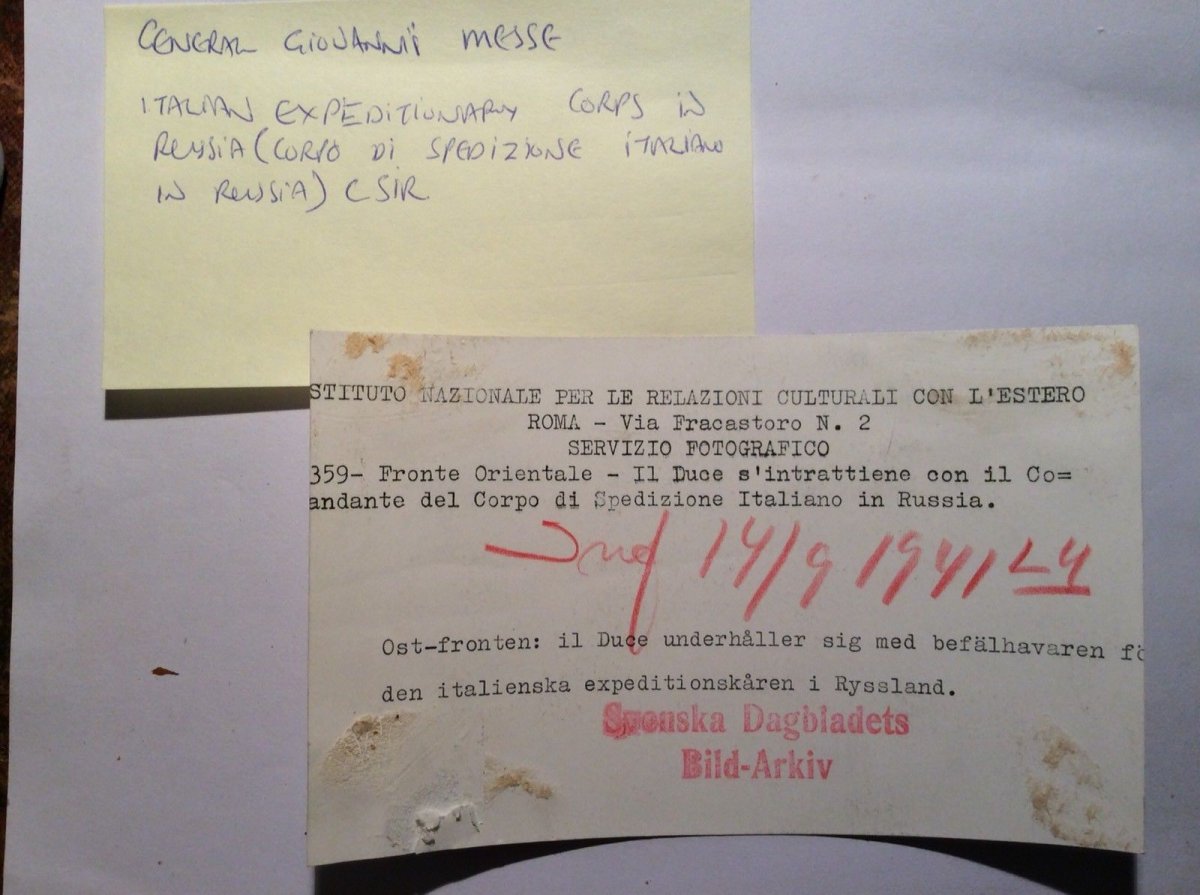 GENERAL GIOVANNI MESSE
ITALIAN EXPEDITIONARY CORPS IN
RUSSIA (CORPO DI SPEDIZIONE ITALIANO
IN RUSSIA) CSIR
STITUTO NAZIONALE PER LE RELAZIONI CULTURALI CON L'ESTERO
ROMA - Via Fracastoro N. 2
SERVIZIO FOTOGRAFICO
359- Fronte Orientale - Il Duce s'intrattiene con il Co=
andante del Corpo di Spedizione Italiano in Russia.
14/9 1941
Ost-fronten: il Duce underhåller sig med befälhavaren fö
den italienska expeditionskåren i Ryssland.
Svenska Dagbladets
Bild-Arkiv